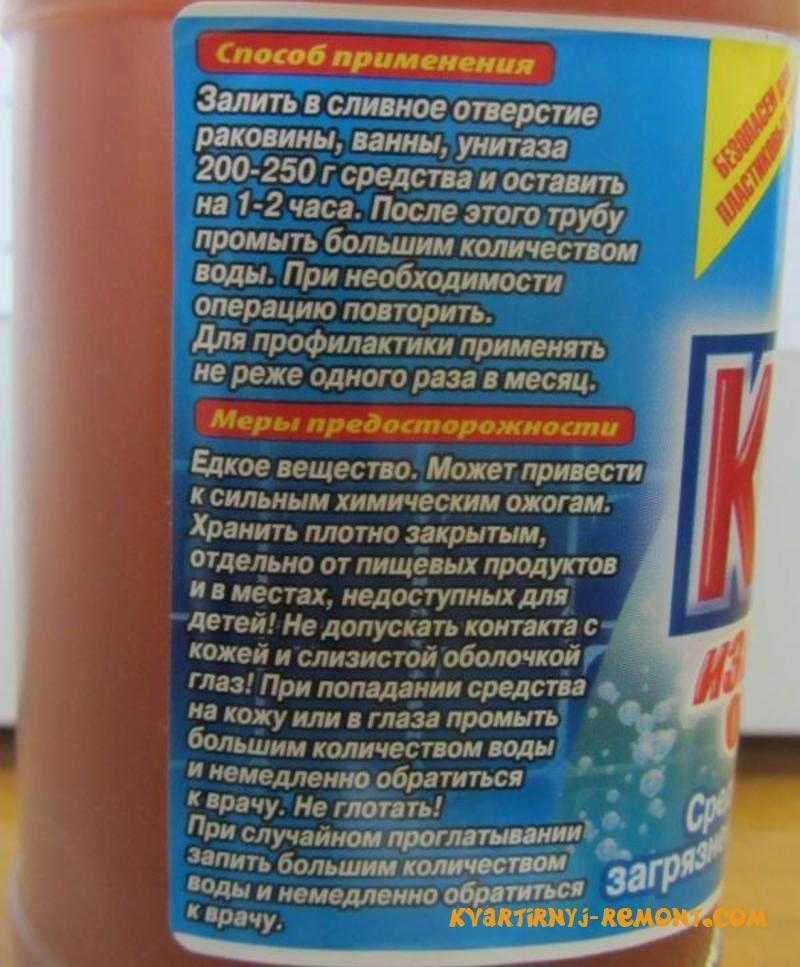 Способ применения
Залить в сливное отверстие
раковины, ванны, унитаза
200-250 г средства и оставить
на 1-2 часа. После этого трубу
промыть большим количеством
воды. При необходимости
операцию повторить.
Для профилактики применять
не реже одного раза в месяц.
Меры предосторожности
Едкое вещество. Может привести
к сильным химическим ожогам.
Хранить плотно закрытым,
отдельно от пищевых продуктов
и в местах, недоступных для
детей! Не допускать контакта с
кожей и слизистой оболочкой
глаз! При попадании средства
на кожу или в глаза промыть
большим количеством воды
и немедленно обратиться
к врачу. Не глотать!
При случайном проглатывании
запить большим количеством
воды и немедленно обратиться
к врачу.
БЕЗОПАСЕН
kvartirnyj-remont.com